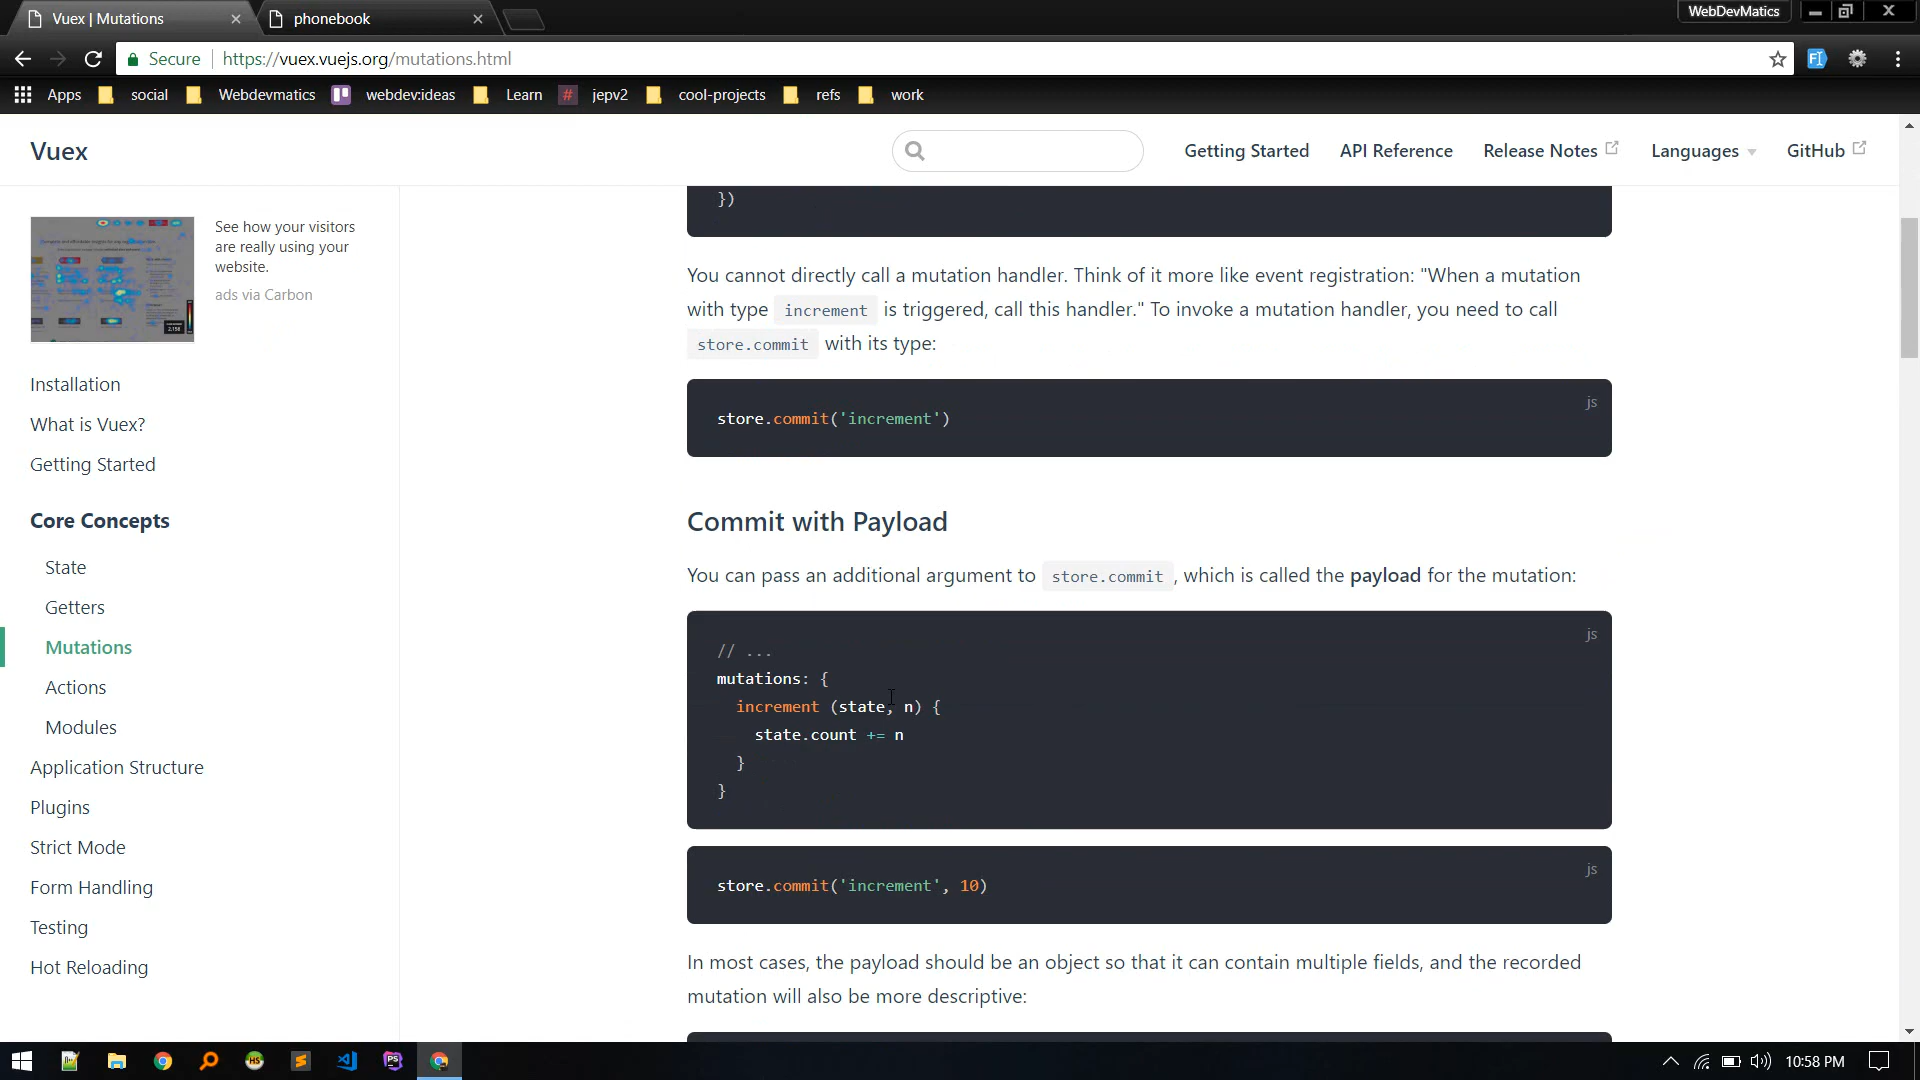 Vuex | Mutations
phonebook
WebDevMatics
Secure
https://vuex.vuejs.org/mutations.html
Apps
social
Webdevmatics
webdev:ideas
Learn
# jepv2
cool-projects
refs
work
Vuex
Getting Started
API Reference
Release Notes
Languages
GitHub
See how your visitors
are really using your
website.
ads via Carbon
Installation
What is Vuex?
Getting Started
Core Concepts
State
Getters
Mutations
Actions
Modules
Application Structure
Plugins
Strict Mode
Form Handling
Testing
Hot Reloading
})
You cannot directly call a mutation handler. Think of it more like event registration: "When a mutation
with type increment is triggered, call this handler." To invoke a mutation handler, you need to call
store.commit with its type:
js
store.commit('increment')
Commit with Payload
You can pass an additional argument to store.commit, which is called the payload for the mutation:
js
// ...
mutations: {
increment (state, n) {
state.count += n
}
}
js
store.commit('increment', 10)
In most cases, the payload should be an object so that it can contain multiple fields, and the recorded
mutation will also be more descriptive:
10:58 PM